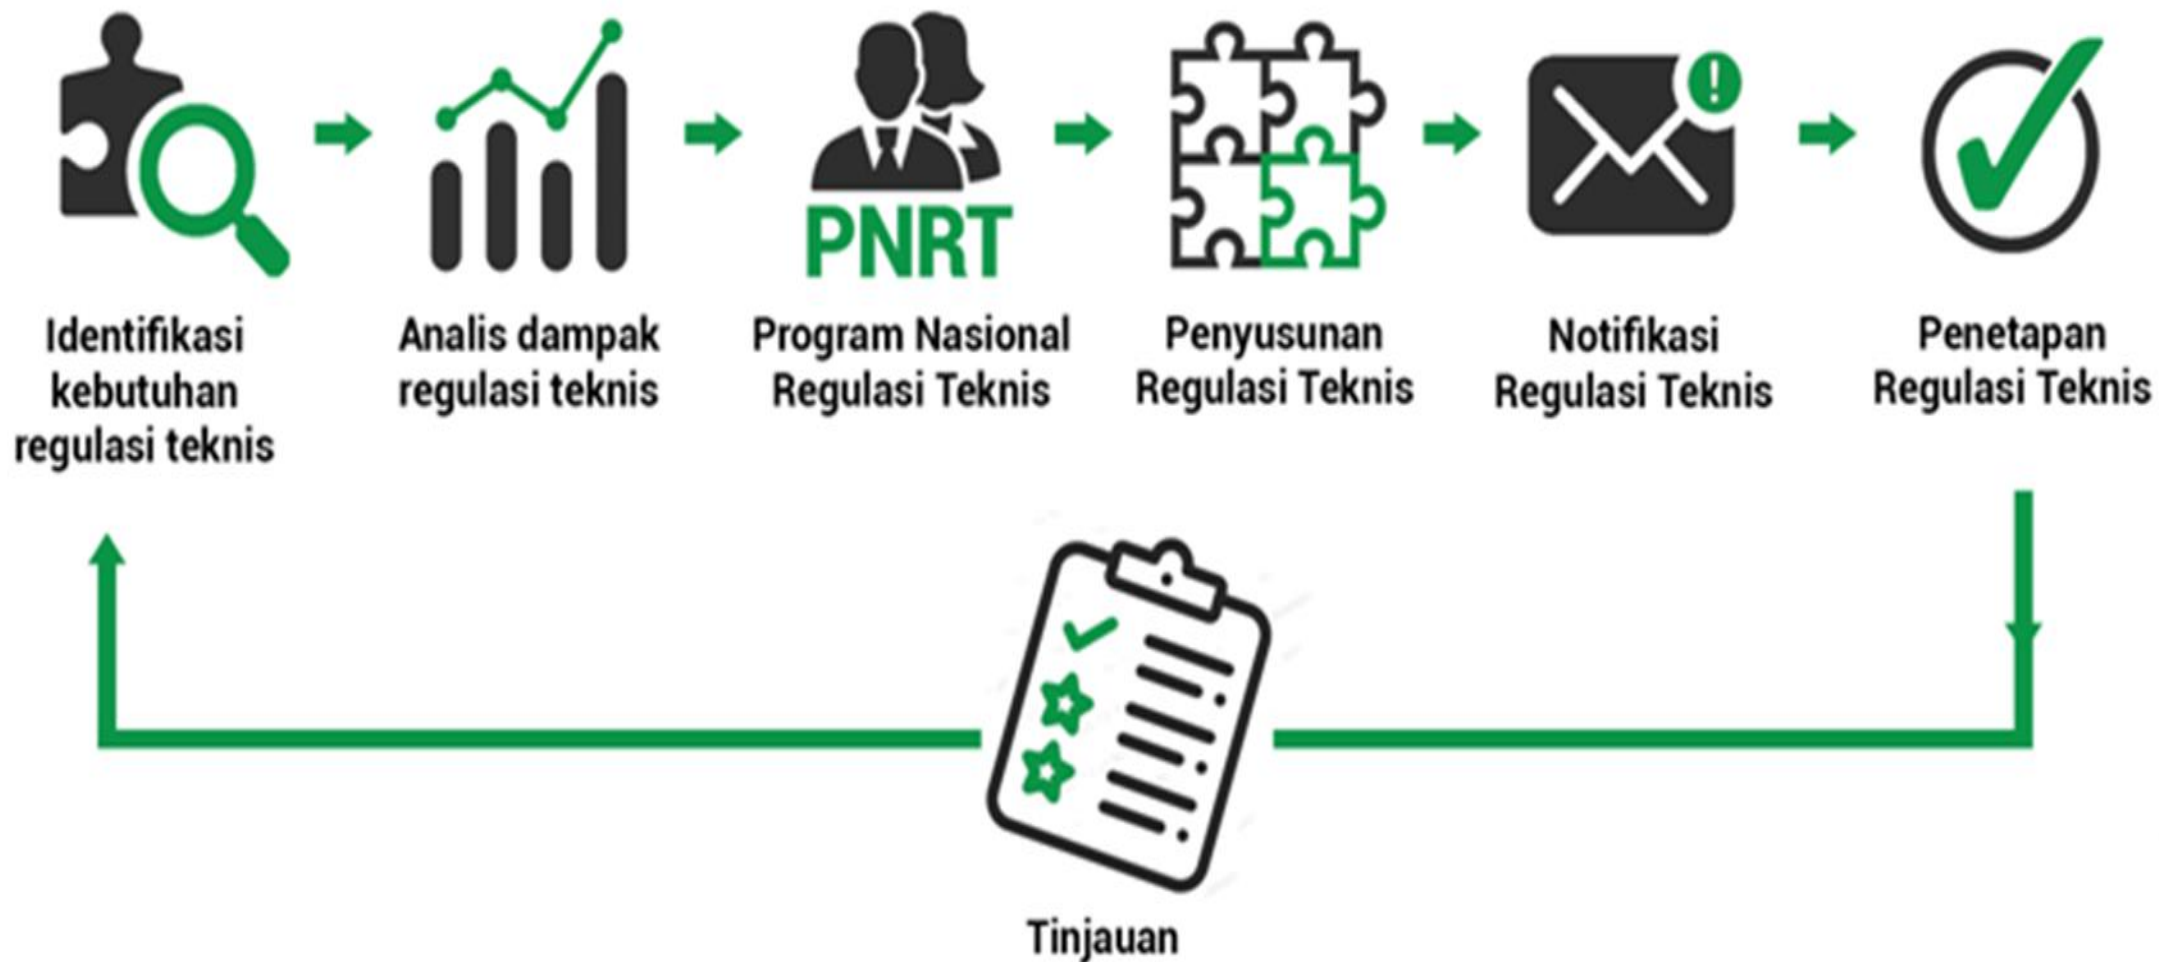 PNRT
Identifikasi
kebutuhan
regulasi teknis
Analis dampak
regulasi teknis
Program Nasional
Regulasi Teknis
Penyusunan
Regulasi Teknis
Notifikasi
Regulasi Teknis
Penetapan
Regulasi Teknis
Tinjauan